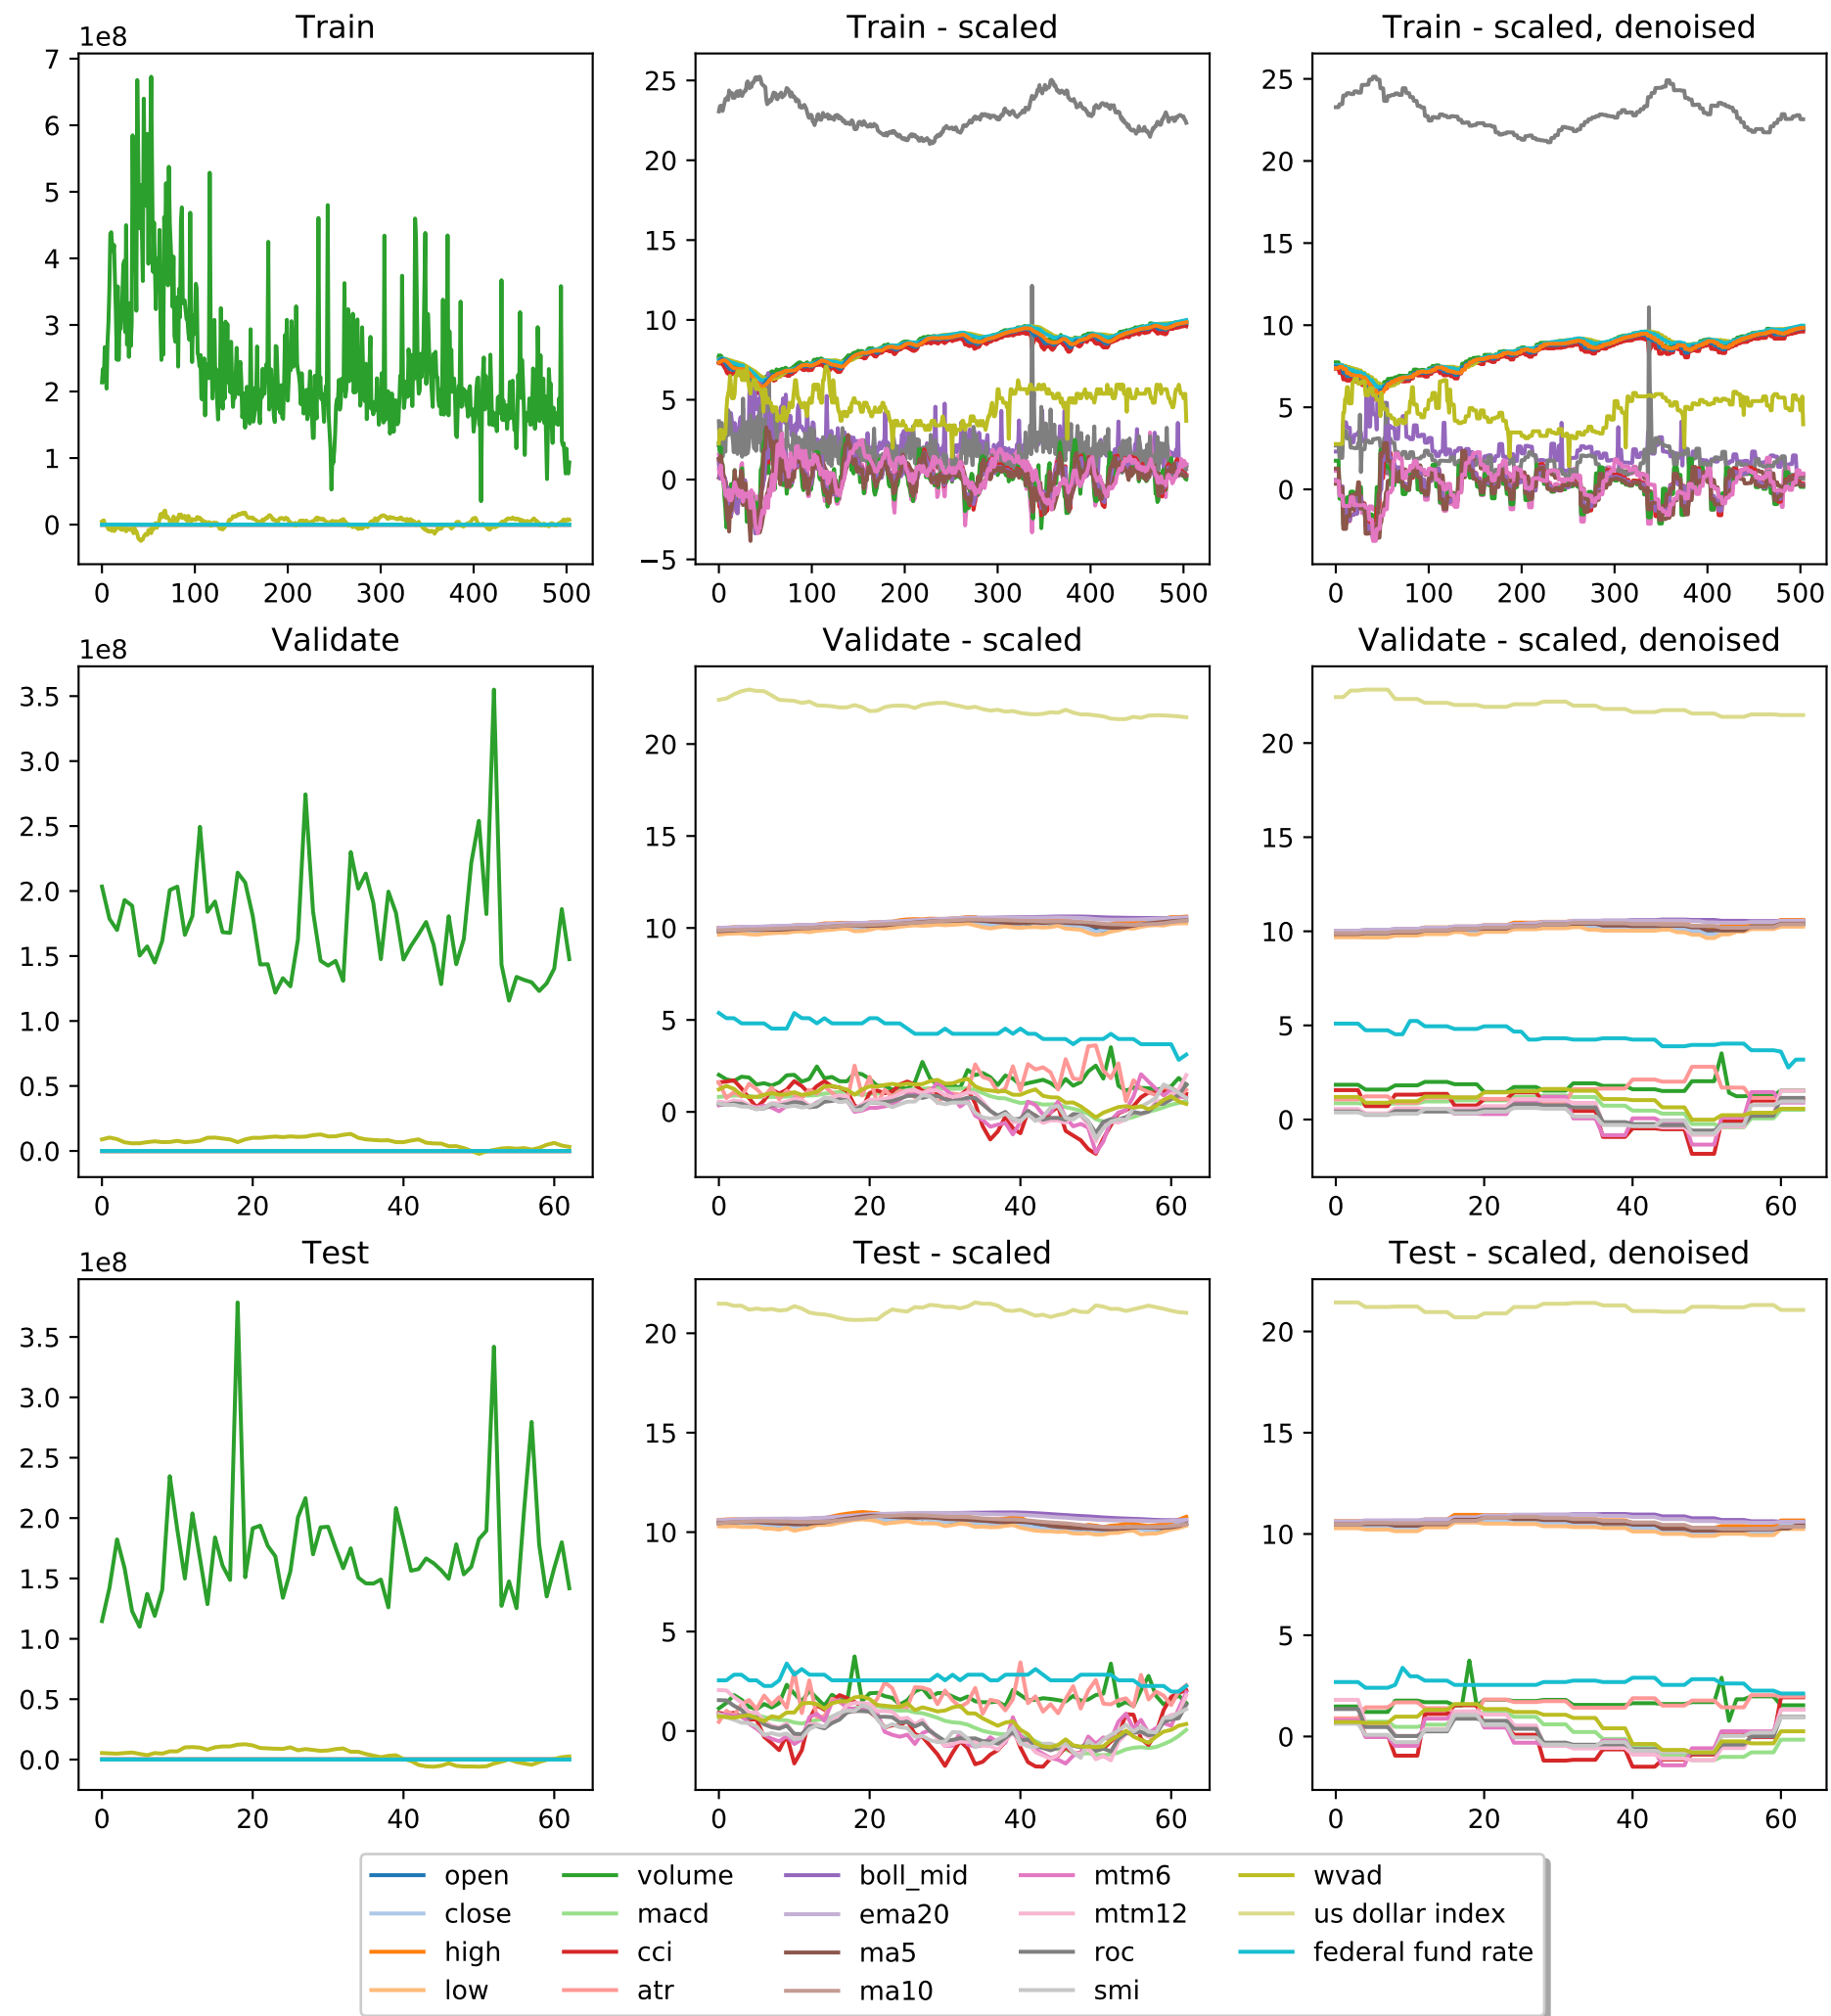 Train
Train - scaled
Train - scaled, denoised
1e8
7
6
5
4
3
2
1
0
0 100 200 300 400 500
25
20
15
10
5
0
−5
0 100 200 300 400 500
25
20
15
10
5
0
0 100 200 300 400 500
Validate
Validate - scaled
Validate - scaled, denoised
1e8
3.5
3.0
2.5
2.0
1.5
1.0
0.5
0.0
0 20 40 60
20
15
10
5
0
0 20 40 60
20
15
10
5
0
0 20 40 60
Test
Test - scaled
Test - scaled, denoised
1e8
3.5
3.0
2.5
2.0
1.5
1.0
0.5
0.0
0 20 40 60
20
15
10
5
0
0 20 40 60
20
15
10
5
0
0 20 40 60
open volume boll_mid mtm6 wvad
close macd ema20 mtm12 us dollar index
high cci ma5 roc federal fund rate
low atr ma10 smi